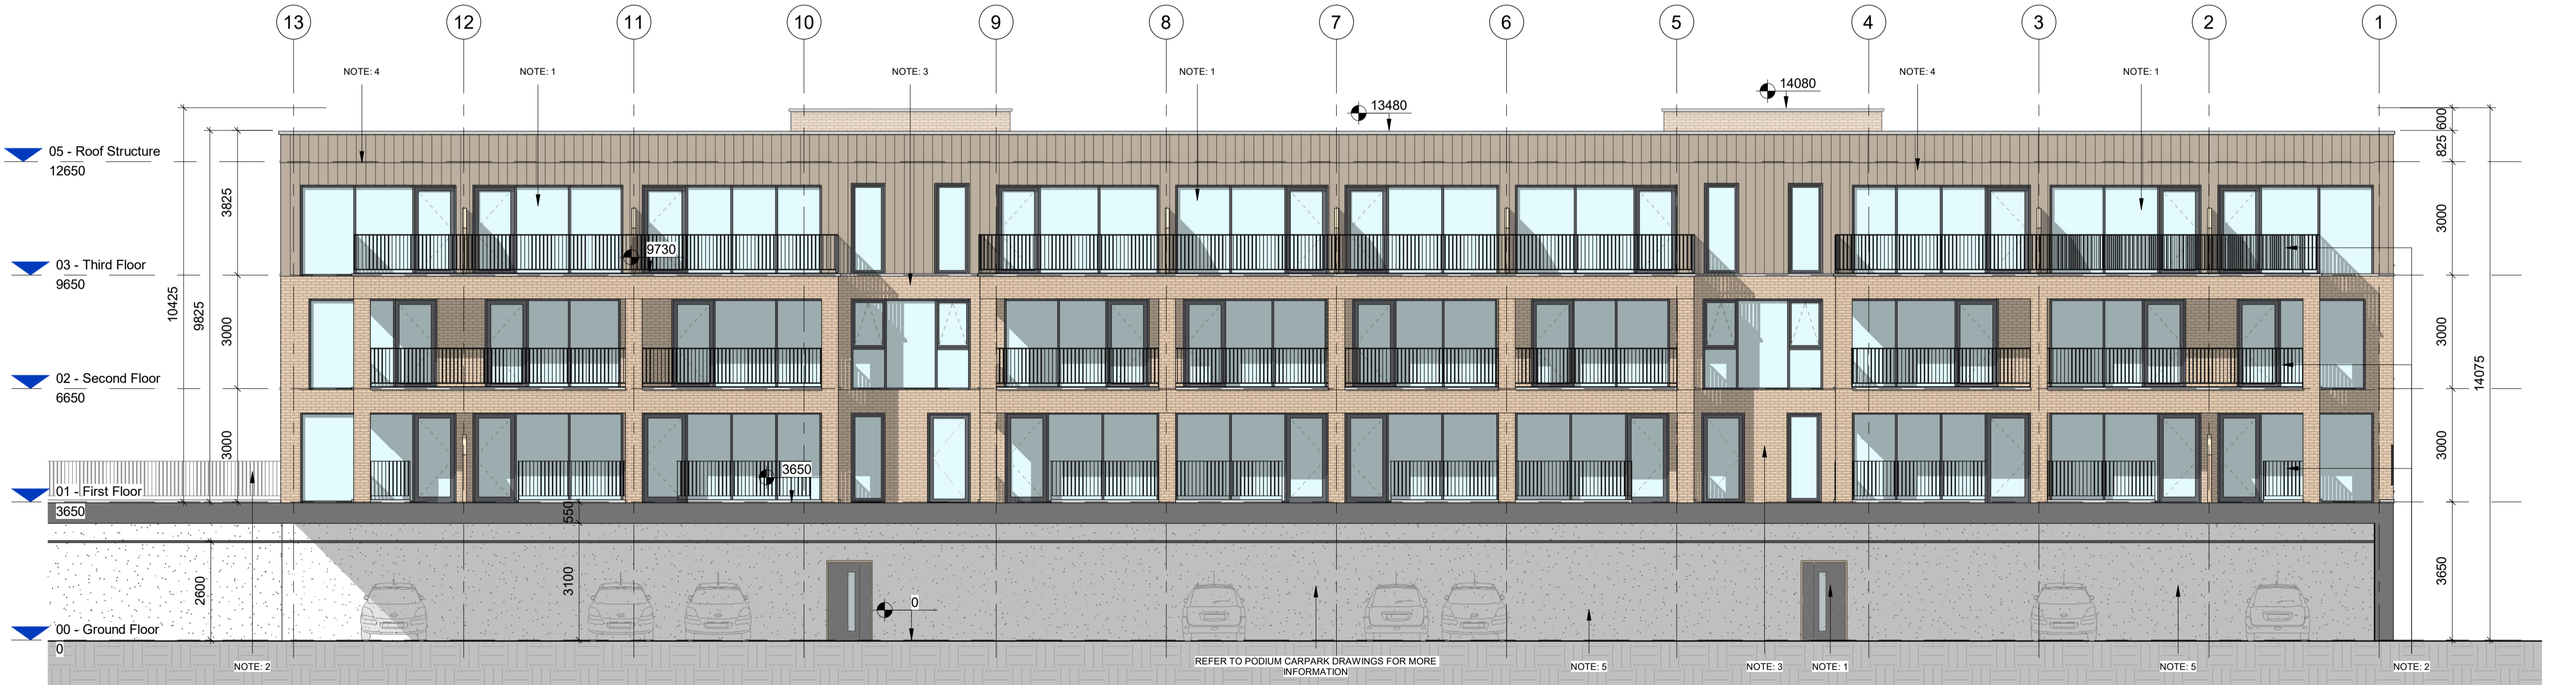 13 12 11 10 9 8 7 6 5 4 3 2 1
NOTE: 4
NOTE: 1
NOTE: 3
NOTE: 1
NOTE: 4
NOTE: 1
14080
13480
05 - Roof Structure
12650
03 - Third Floor
9650
02 - Second Floor
6650
01 - First Floor
3650
00 - Ground Floor
0
10425
9825
3825
3000
3000
2600
9730
3650
550
3100
0
600
825
3000
3000
3000
3650
14075
NOTE: 2
REFER TO PODIUM CARPARK DRAWINGS FOR MORE
INFORMATION
NOTE: 5
NOTE: 3
NOTE: 1
NOTE: 5
NOTE: 2